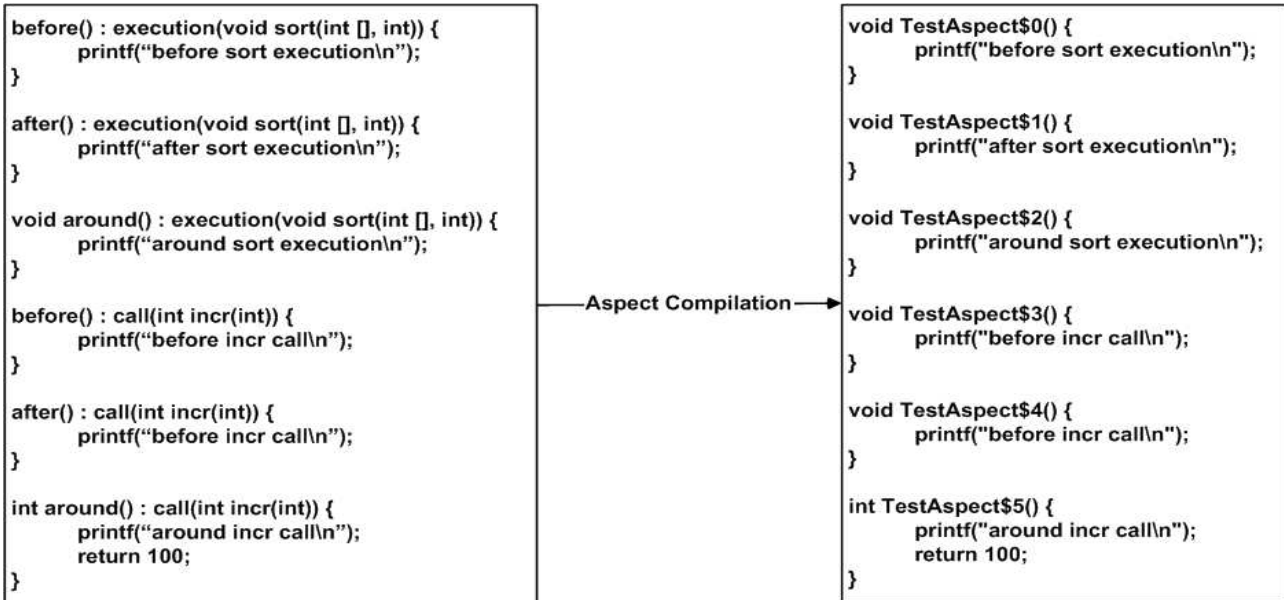 before() : execution(void sort(int [], int)) {
printf(“before sort execution\n”);
}
after() : execution(void sort(int [], int)) {
printf(“after sort execution\n”);
}
void around() : execution(void sort(int [], int)) {
printf(“around sort execution\n”);
}
before() : call(int incr(int)) {
printf(“before incr call\n”);
}
after() : call(int incr(int)) {
printf(“before incr call\n”);
}
int around() : call(int incr(int)) {
printf(“around incr call\n”);
return 100;
}
Aspect Compilation
void TestAspect$0() {
printf("before sort execution\n");
}
void TestAspect$1() {
printf("after sort execution\n");
}
void TestAspect$2() {
printf("around sort execution\n");
}
void TestAspect$3() {
printf("before incr call\n");
}
void TestAspect$4() {
printf("before incr call\n");
}
int TestAspect$5() {
printf("around incr call\n");
return 100;
}